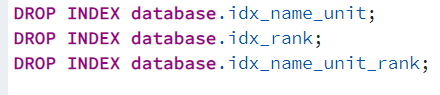 DROP INDEX database.idx_name_unit;
DROP INDEX database.idx_rank;
DROP INDEX database.idx_name_unit_rank;